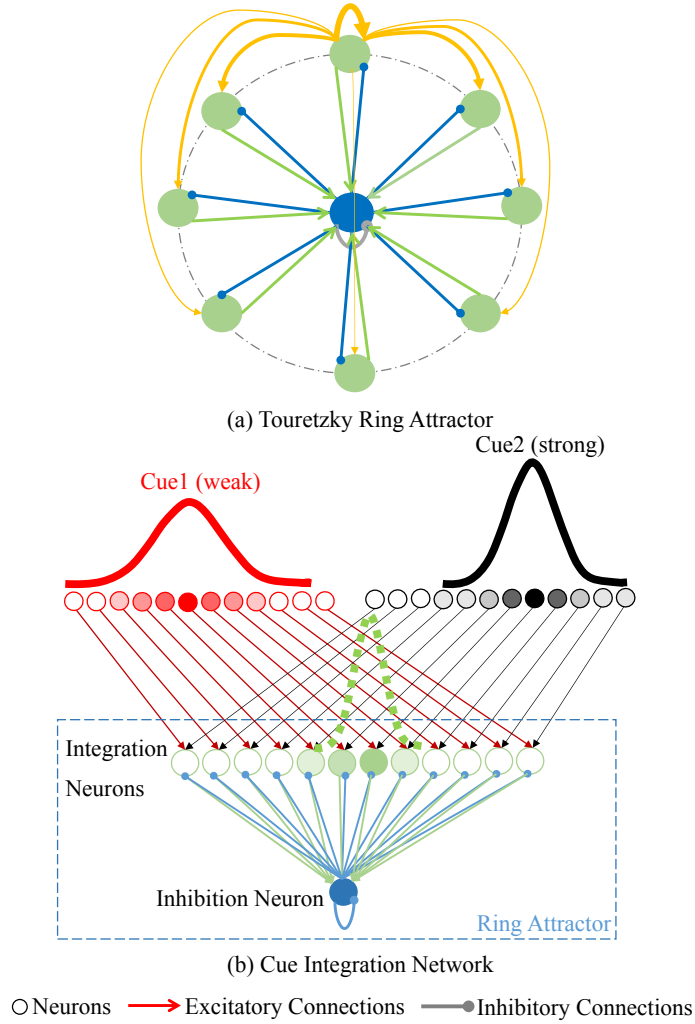 (a) Touretzky Ring Attractor
Cue2 (strong)
Cue1 (weak)
Integration
Neurons
Inhibition Neuron
Ring Attractor
(b) Cue Integration Network
Neurons
Excitatory Connections
Inhibitory Connections